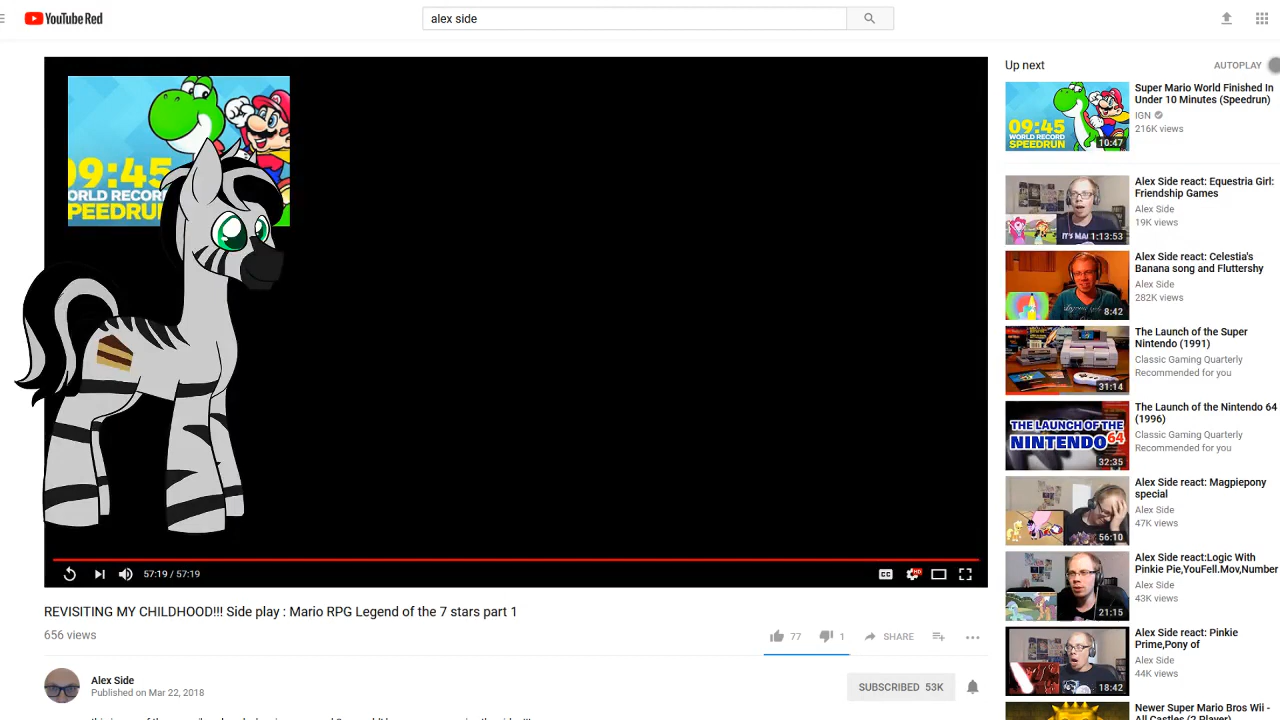 YouTube Red
alex side
09:45
WORLD RECORD
SPEEDRUN
57:19 / 57:19
CC
HD
REVISITING MY CHILDHOOD!!! Side play : Mario RPG Legend of the 7 stars part 1
656 views
77
1
SHARE
Alex Side
Published on Mar 22, 2018
SUBSCRIBED 53K
Up next
AUTOPLAY
09:45
WORLD RECORD
SPEEDRUN
10:47
Super Mario World Finished In
Under 10 Minutes (Speedrun)
IGN
216K views
IT'S MA
1:13:53
Alex Side react: Equestria Girl:
Friendship Games
Alex Side
19K views
8:42
Alex Side react: Celestia's
Banana song and Fluttershy
Alex Side
282K views
31:14
The Launch of the Super
Nintendo (1991)
Classic Gaming Quarterly
Recommended for you
THE LAUNCH OF THE
NINTENDO 64
32:35
The Launch of the Nintendo 64
(1996)
Classic Gaming Quarterly
Recommended for you
56:10
Alex Side react: Magpiepony
special
Alex Side
47K views
21:15
Alex Side react:Logic With
Pinkie Pie,YouFell.Mov,Number
Alex Side
43K views
18:42
Alex Side react: Pinkie
Prime,Pony of
Alex Side
44K views
Newer Super Mario Bros Wii -
All Castles (2 Player)